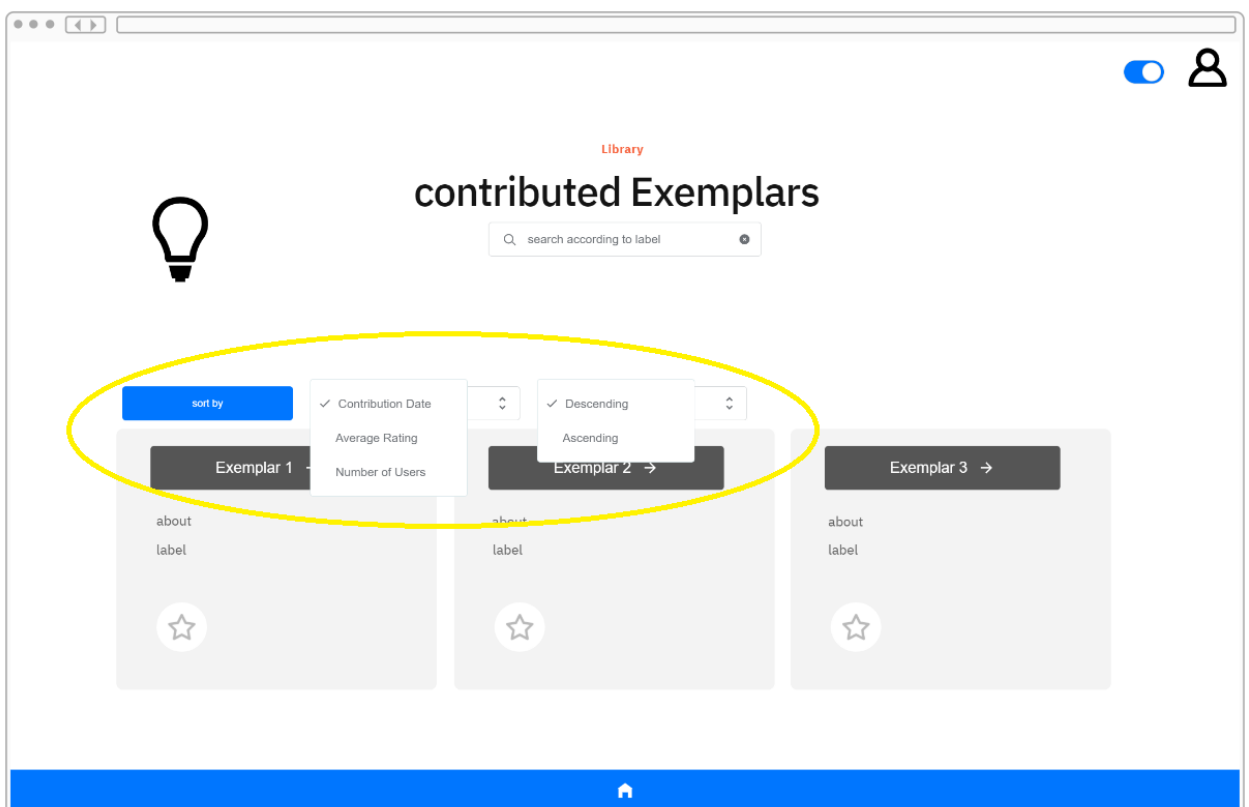 Library
contributed Exemplars
search according to label
sort by
Contribution Date
Average Rating
Number of Users
Descending
Ascending
Exemplar 1
about
label
Exemplar 2
about
label
Exemplar 3
about
label